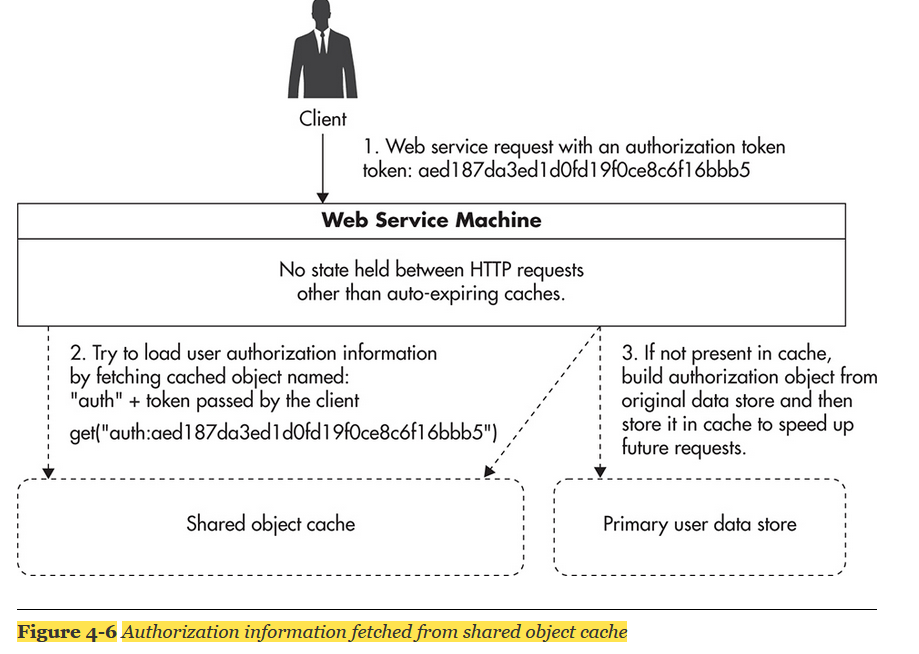 Client
1. Web service request with an authorization token
token: aed187da3ed1d0fd19f0ce8c6f16bbb5
Web Service Machine
No state held between HTTP requests
other than auto-expiring caches.
2. Try to load user authorization information
by fetching cached object named:
"auth" + token passed by the client
get("auth:aed187da3ed1d0fd19f0ce8c6f16bbb5")
3. If not present in cache,
build authorization object from
original data store and then
store it in cache to speed up
future requests.
Shared object cache
Primary user data store
Figure 4-6 Authorization information fetched from shared object cache